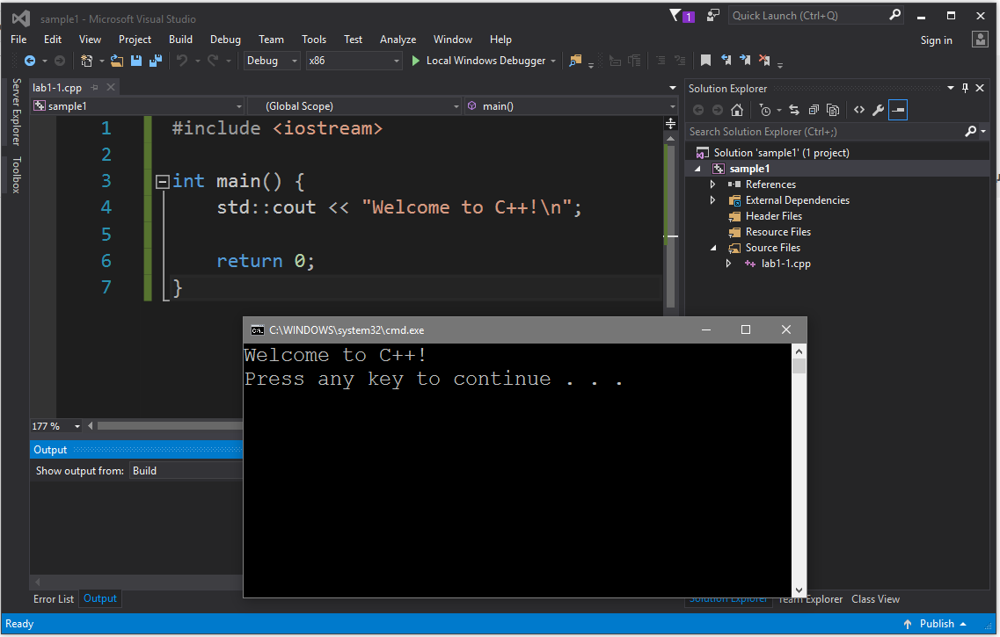 sample1 - Microsoft Visual Studio
1
Quick Launch (Ctrl+Q)
File Edit View Project Build Debug Team Tools Test Analyze Window Help
Sign in
Debug x86 Local Windows Debugger
Server Explorer
Toolbox
lab1-1.cpp
sample1 (Global Scope) main()
1 #include <iostream>
2
3 int main() {
4 std::cout << "Welcome to C++!\n";
5
6 return 0;
7 }
177 %
Output
Show output from: Build
Error List Output
Solution Explorer
Search Solution Explorer (Ctrl+;)
Solution 'sample1' (1 project)
sample1
References
External Dependencies
Header Files
Resource Files
Source Files
lab1-1.cpp
C:\WINDOWS\system32\cmd.exe
Welcome to C++!
Press any key to continue . . .
Solution Explorer Team Explorer Class View
Ready
Publish